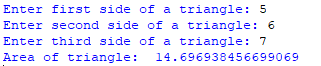 Enter first side of a triangle: 5
Enter second side of a triangle: 6
Enter third side of a triangle: 7
Area of triangle:  14.696938456699069